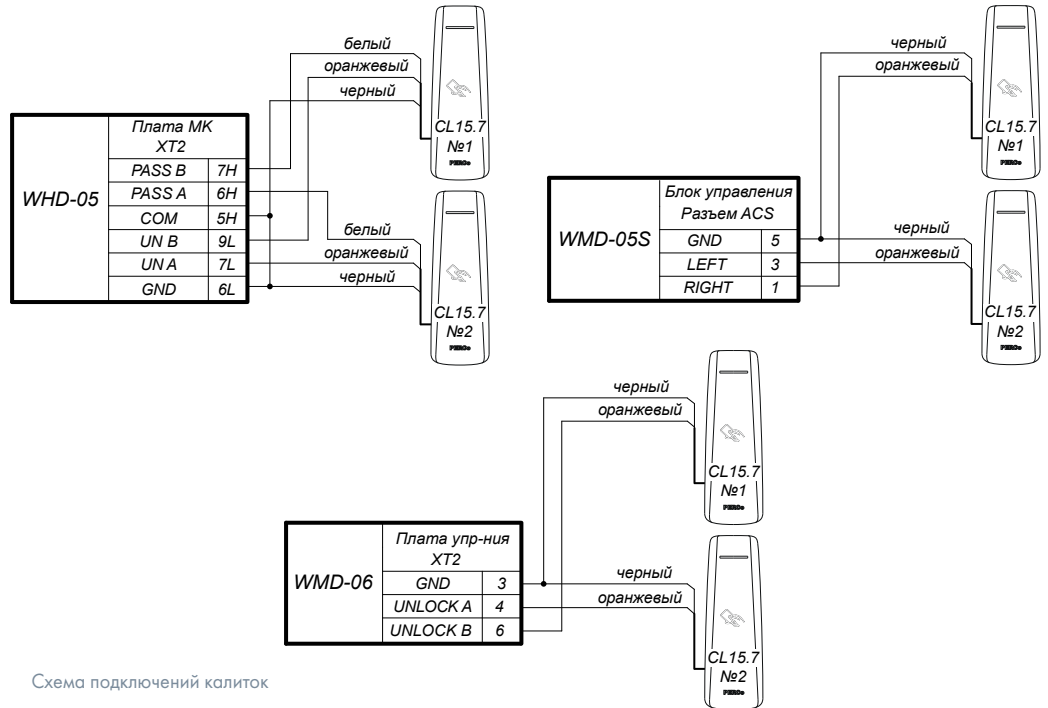 белый
оранжевый
черный
CL15.7
№1
PERCo
WHD-05
Плата МК
XT2
PASS B 7H
PASS A 6H
COM 5H
UN B 9L
UN A 7L
GND 6L
белый
оранжевый
черный
CL15.7
№2
PERCo
черный
оранжевый
CL15.7
№1
PERCo
WMD-05S
Блок управления
Разъем ACS
GND 5
LEFT 3
RIGHT 1
черный
оранжевый
CL15.7
№2
PERCo
черный
оранжевый
CL15.7
№1
PERCo
WMD-06
Плата упр-ния
XT2
GND 3
UNLOCK A 4
UNLOCK B 6
черный
оранжевый
CL15.7
№2
PERCo
Схема подключений калиток